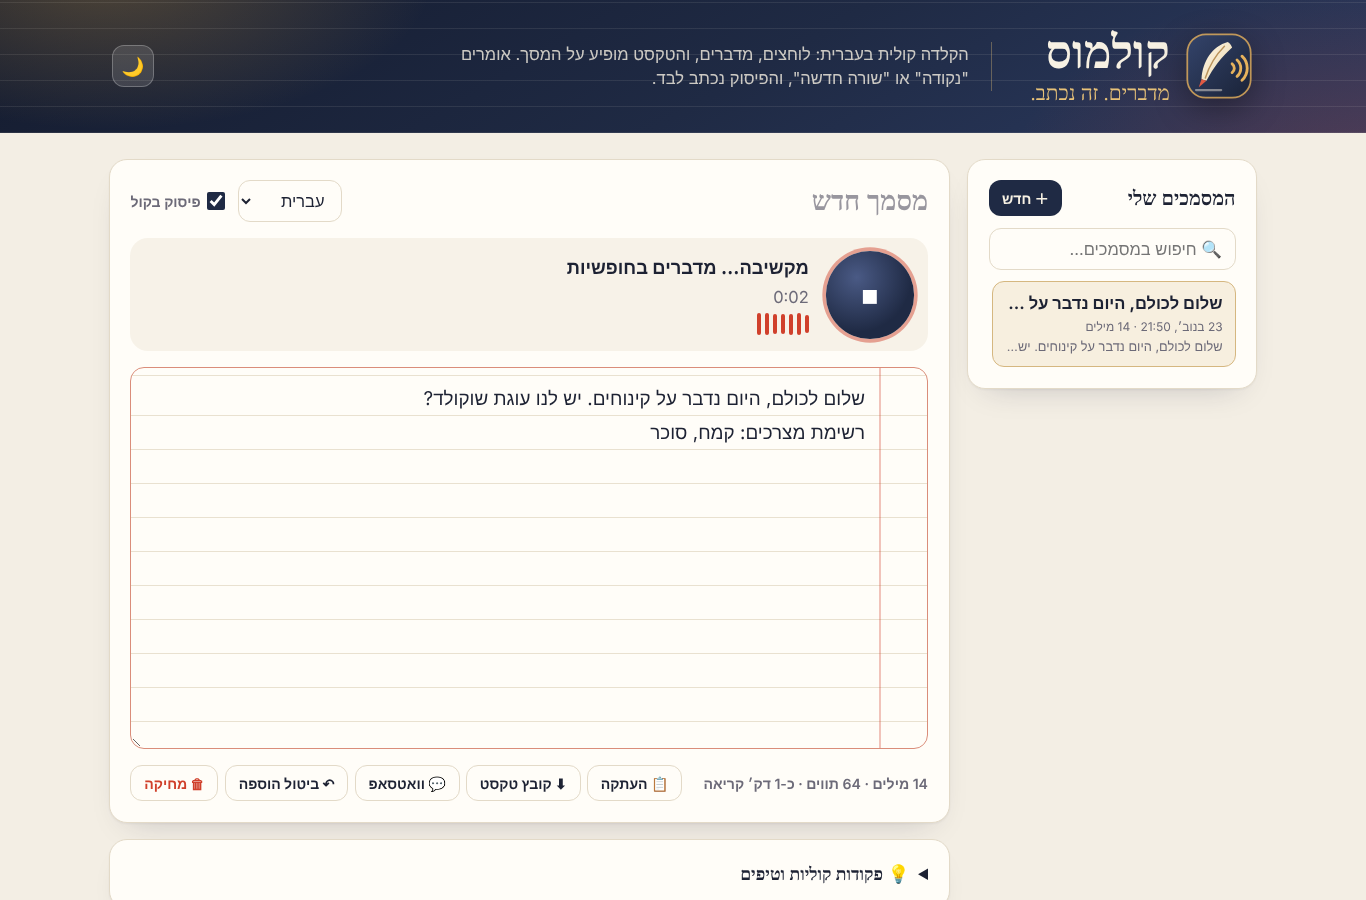 קולמוס
מדברים. זה נכתב.
הקלדה קולית בעברית: לוחצים, מדברים, והטקסט מופיע על המסך. אומרים
"נקודה" או "שורה חדשה", והפיסוק נכתב לבד.
🌙
המסמכים שלי
＋ חדש
🔍 חיפוש במסמכים...
שלום לכולם, היום נדבר על ...
23 בנוב׳, 21:50 · 14 מילים
שלום לכולם, היום נדבר על קינוחים. יש...
מסמך חדש
עברית
פיסוק בקול
מקשיבה... מדברים בחופשיות
0:02
שלום לכולם, היום נדבר על קינוחים. יש לנו עוגת שוקולד?
רשימת מצרכים: קמח, סוכר
14 מילים · 64 תווים · כ-1 דק׳ קריאה
📋 העתקה
⬇ קובץ טקסט
💬 וואטסאפ
↶ ביטול הוספה
🗑 מחיקה
💡 פקודות קוליות וטיפים